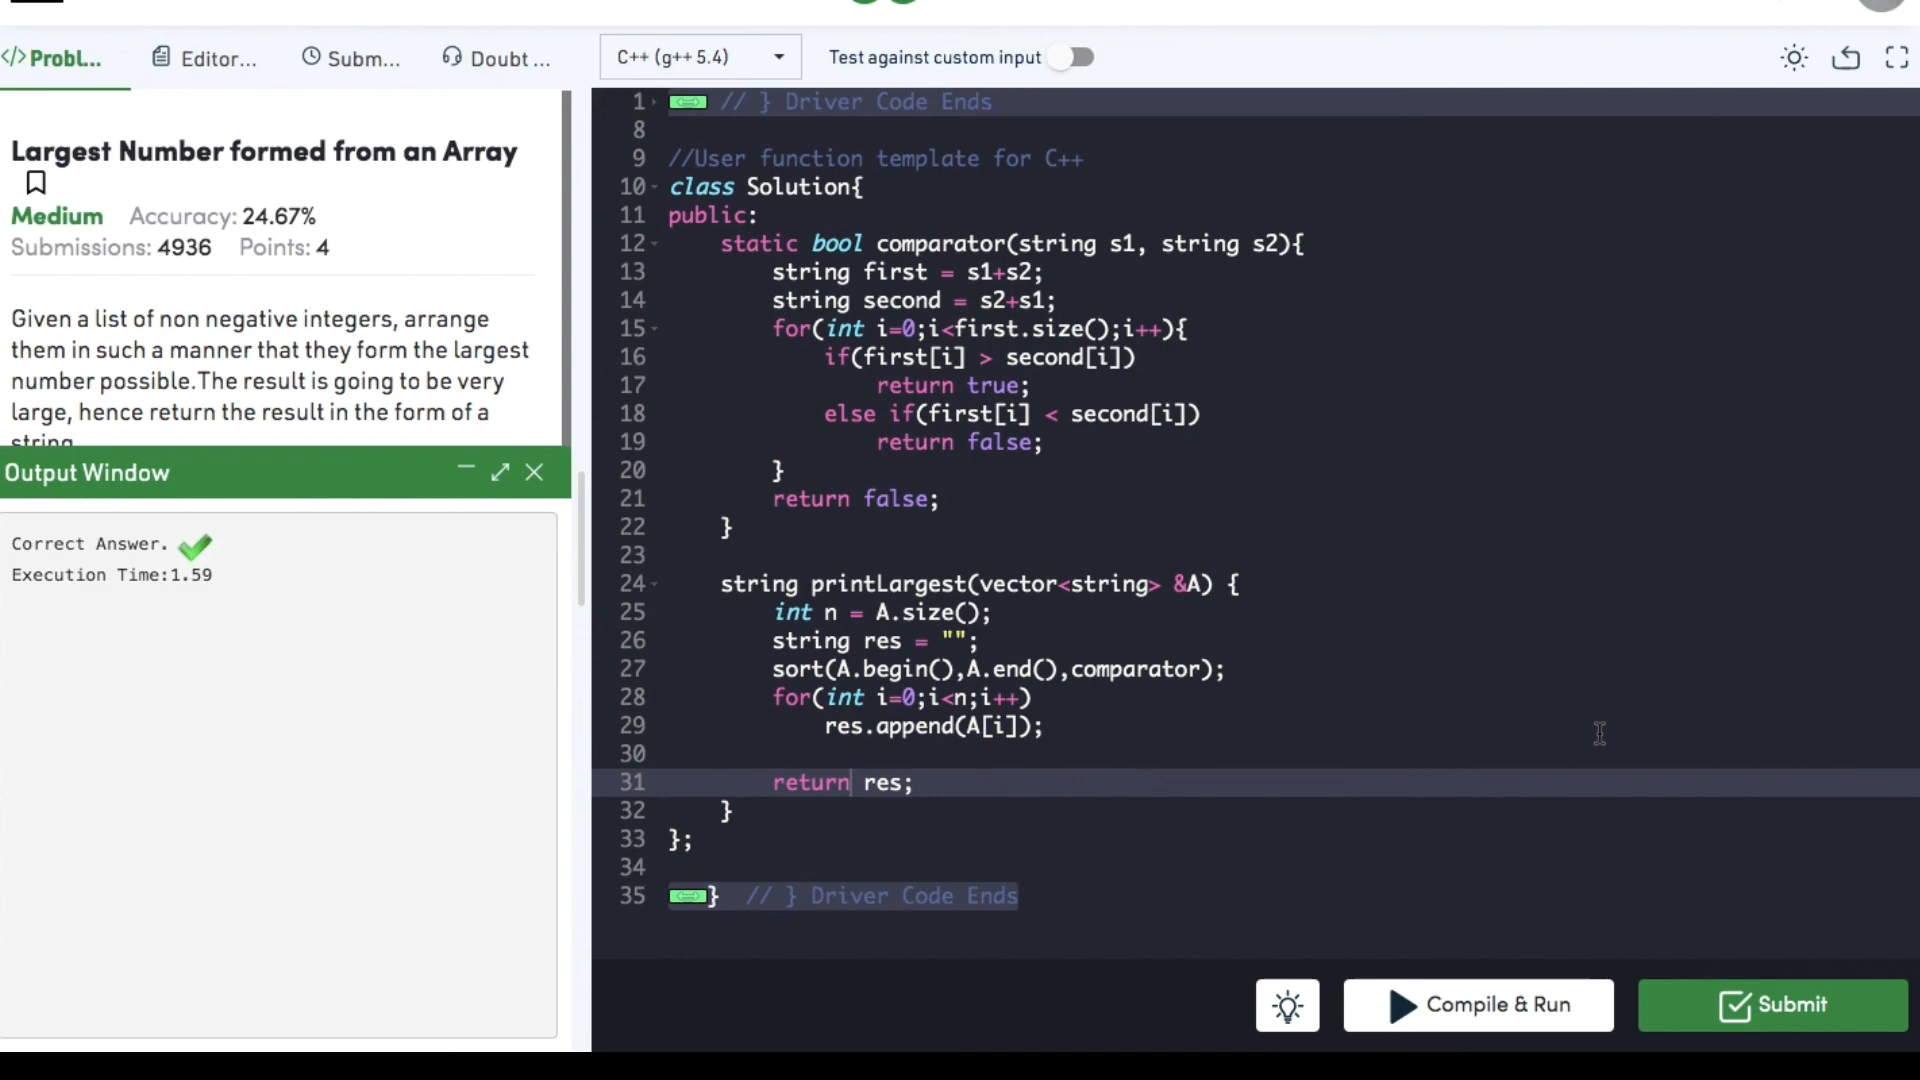 </> Probl...
Editor...
Subm...
Doubt ...
C++ (g++ 5.4)
Test against custom input
Largest Number formed from an Array
Medium Accuracy: 24.67%
Submissions: 4936 Points: 4
Given a list of non negative integers, arrange
them in such a manner that they form the largest
number possible.The result is going to be very
large, hence return the result in the form of a
string
Output Window
Correct Answer.
Execution Time:1.59
1 // } Driver Code Ends
8
9 //User function template for C++
10 class Solution{
11 public:
12 static bool comparator(string s1, string s2){
13 string first = s1+s2;
14 string second = s2+s1;
15 for(int i=0;i<first.size();i++){
16 if(first[i] > second[i])
17 return true;
18 else if(first[i] < second[i])
19 return false;
20 }
21 return false;
22 }
23
24 string printLargest(vector<string> &A) {
25 int n = A.size();
26 string res = "";
27 sort(A.begin(),A.end(),comparator);
28 for(int i=0;i<n;i++)
29 res.append(A[i]);
30
31 return res;
32 }
33 };
34
35 } // } Driver Code Ends
Compile & Run
Submit